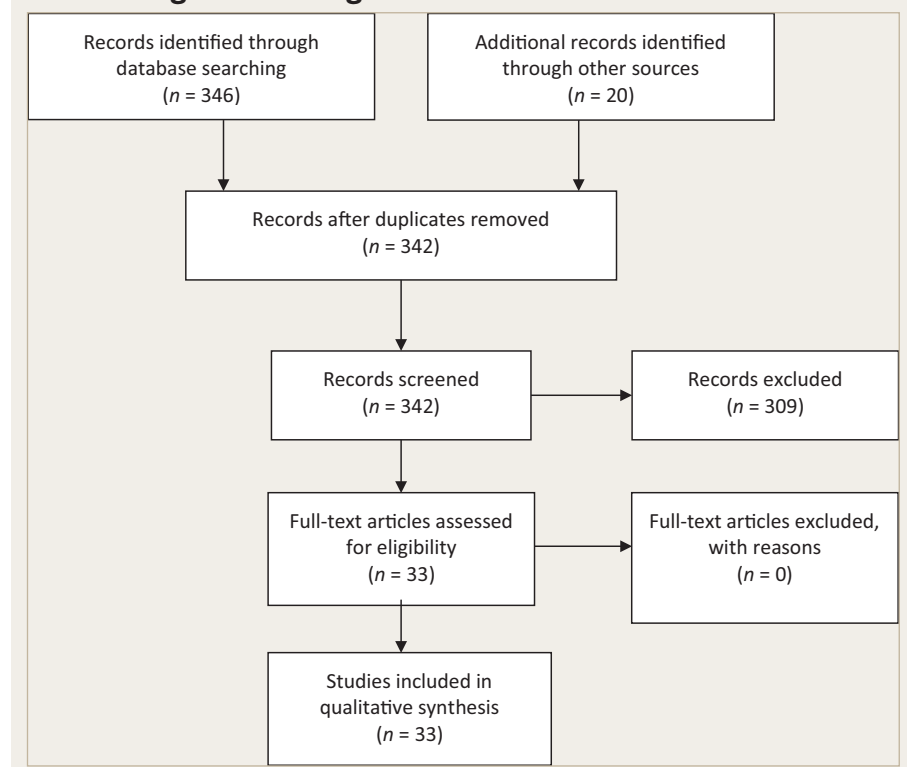 Records identified through
database searching
(n = 346)
Additional records identified
through other sources
(n = 20)
Records after duplicates removed
(n = 342)
Records screened
(n = 342)
Records excluded
(n = 309)
Full-text articles assessed
for eligibility
(n = 33)
Full-text articles excluded,
with reasons
(n = 0)
Studies included in
qualitative synthesis
(n = 33)